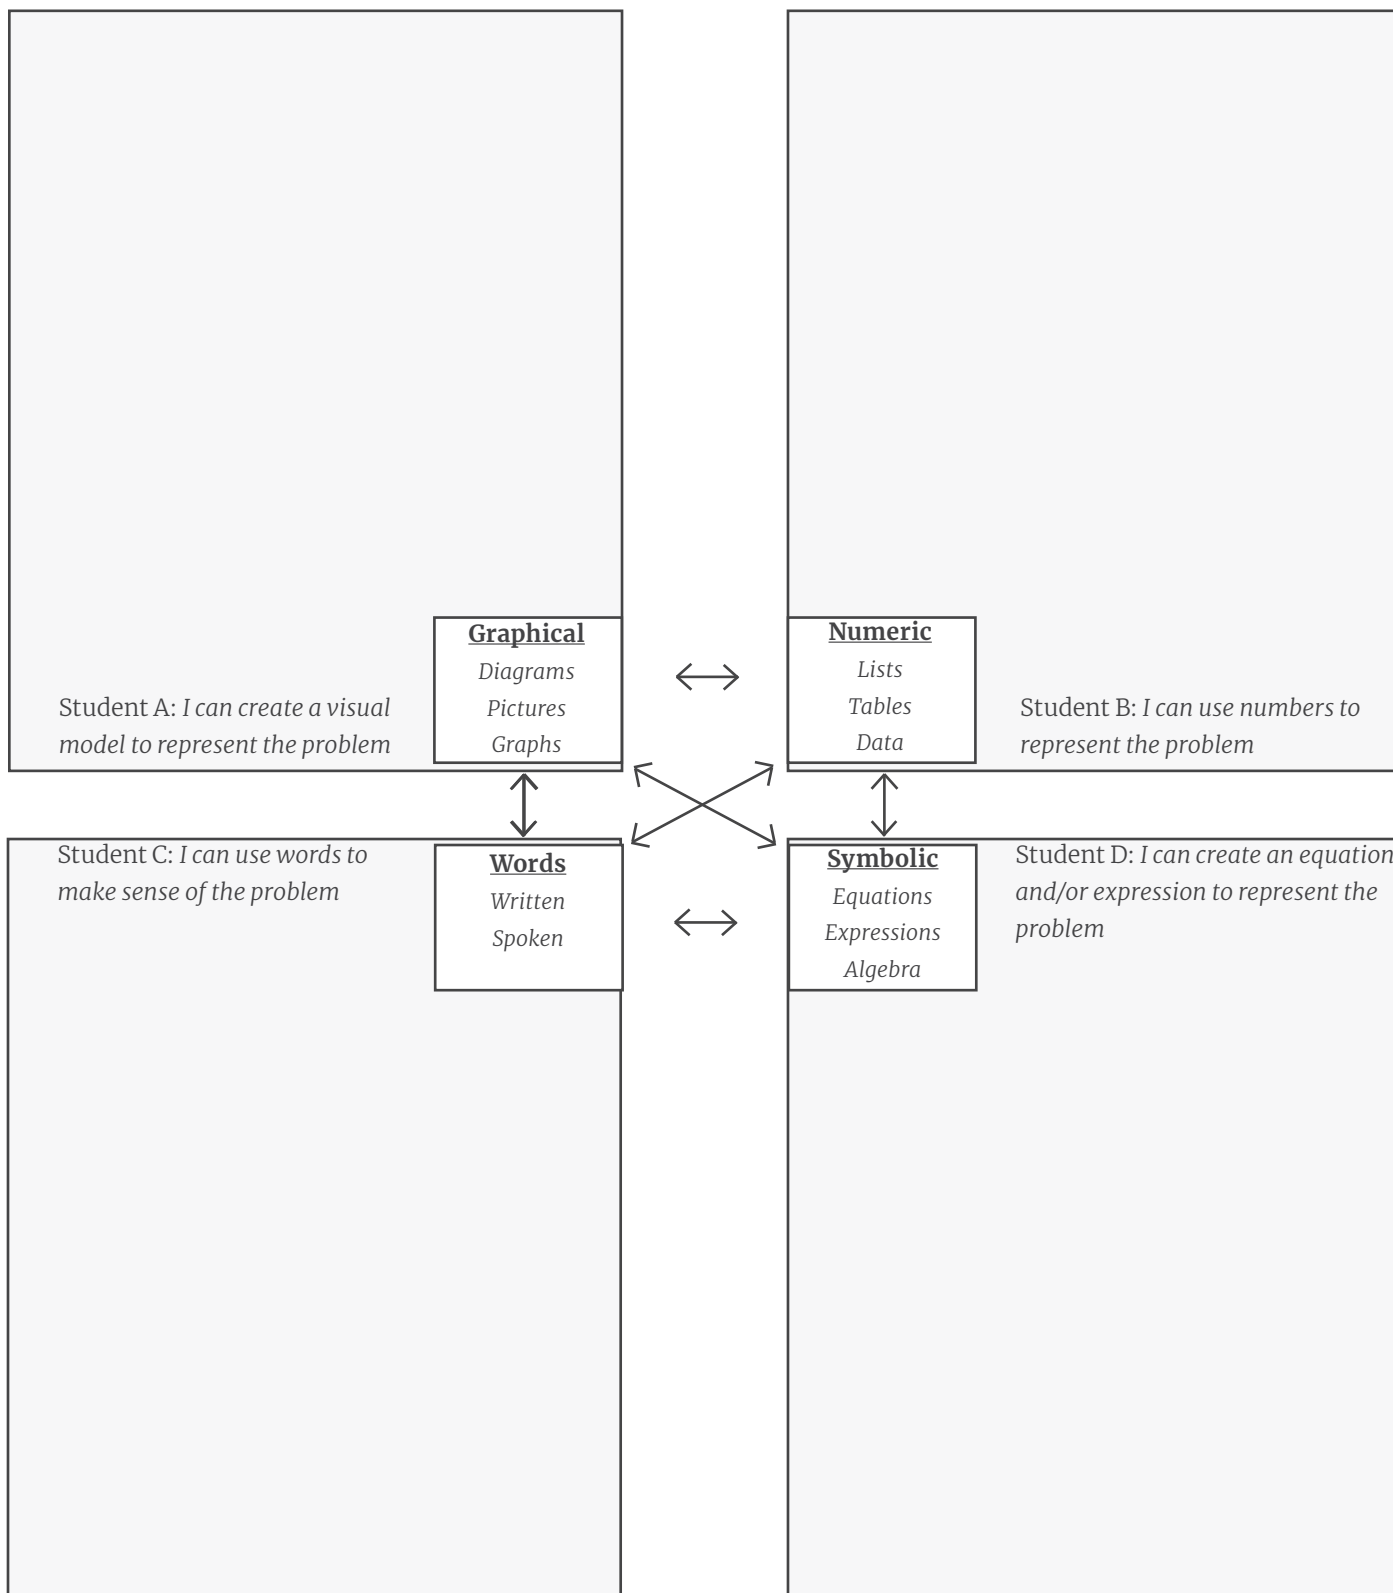 Graphical
Diagrams
Pictures
Graphs
Student A: I can create a visual
model to represent the problem
Numeric
Lists
Tables
Data
Student B: I can use numbers to
represent the problem
Student C: I can use words to
make sense of the problem
Words
Written
Spoken
Symbolic
Equations
Expressions
Algebra
Student D: I can create an equation
and/or expression to represent the
problem